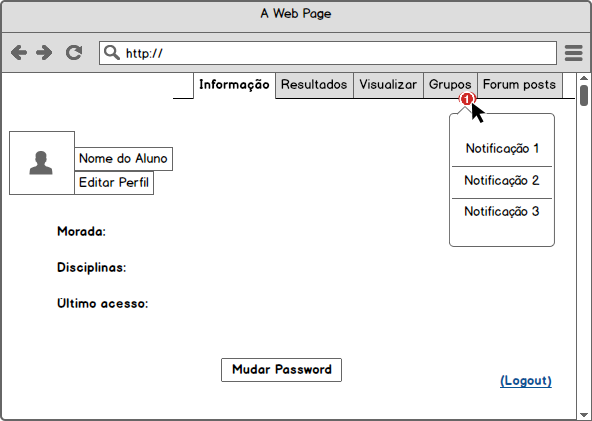 A Web Page
http://
Informação Resultados Visualizar Grupos Forum posts
1
Notificação 1
Nome do Aluno
Editar Perfil
Notificação 2
Notificação 3
Morada:
Disciplinas:
Último acesso:
Mudar Password
(Logout)